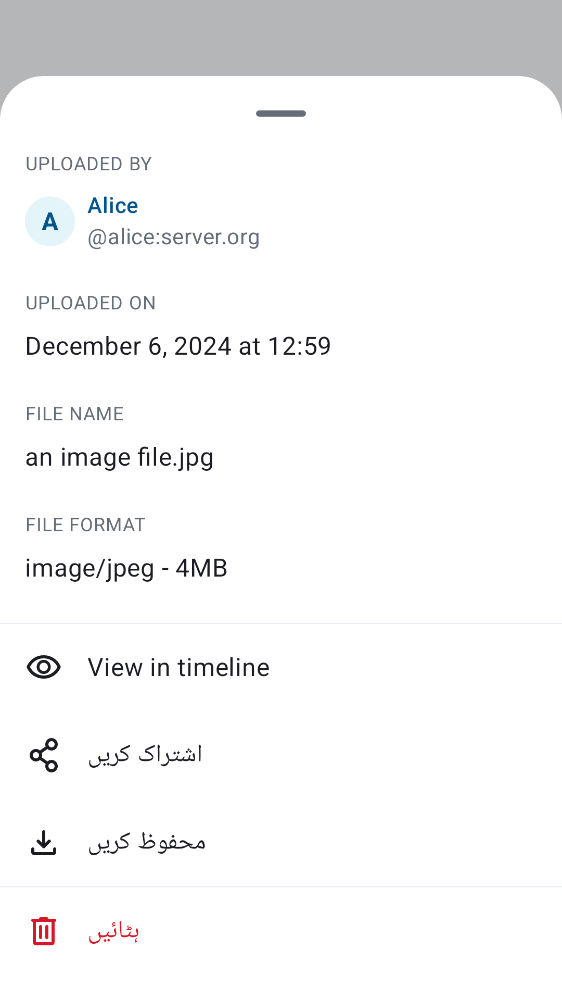 UPLOADED BY
A
Alice
@alice:server.org
UPLOADED ON
December 6, 2024 at 12:59
FILE NAME
an image file.jpg
FILE FORMAT
image/jpeg - 4MB
View in timeline
اشتراک کریں
محفوظ کریں
ہٹائیں